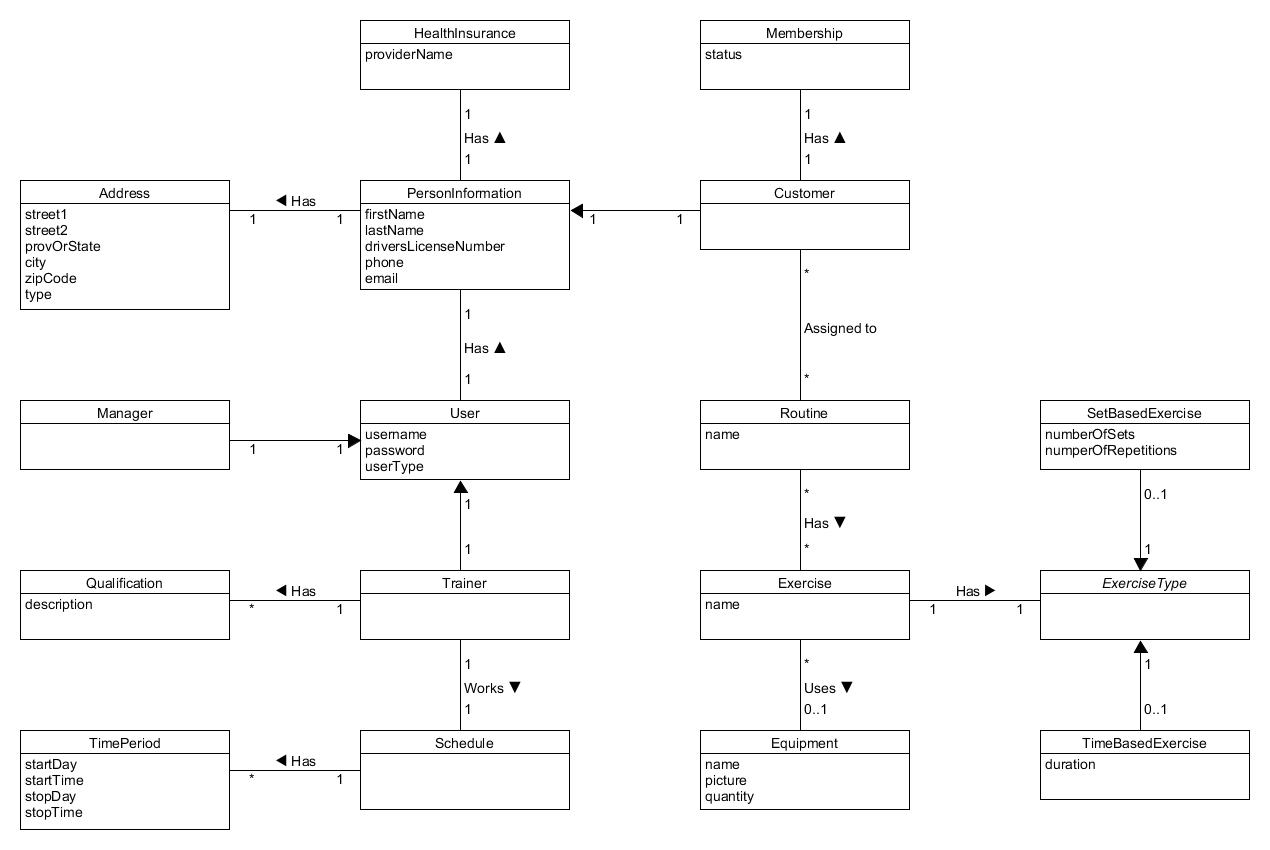 HealthInsurance
providerName
Membership
status
1
Has ▲
1
1
Has ▲
1
Address
street1
street2
provOrState
city
zipCode
type
◀ Has
1
1
PersonInformation
firstName
lastName
driversLicenseNumber
phone
email
1
1
Customer
1
Has ▲
1
*
Assigned to
*
Manager
1
1
User
username
password
userType
Routine
name
SetBasedExercise
numberOfSets
numperOfRepetitions
1
1
*
Has ▼
*
0..1
1
Qualification
description
◀ Has
*
1
Trainer
Exercise
name
Has ▶
1
1
ExerciseType
1
Works ▼
1
*
Uses ▼
0..1
1
0..1
TimePeriod
startDay
startTime
stopDay
stopTime
◀ Has
*
1
Schedule
Equipment
name
picture
quantity
TimeBasedExercise
duration